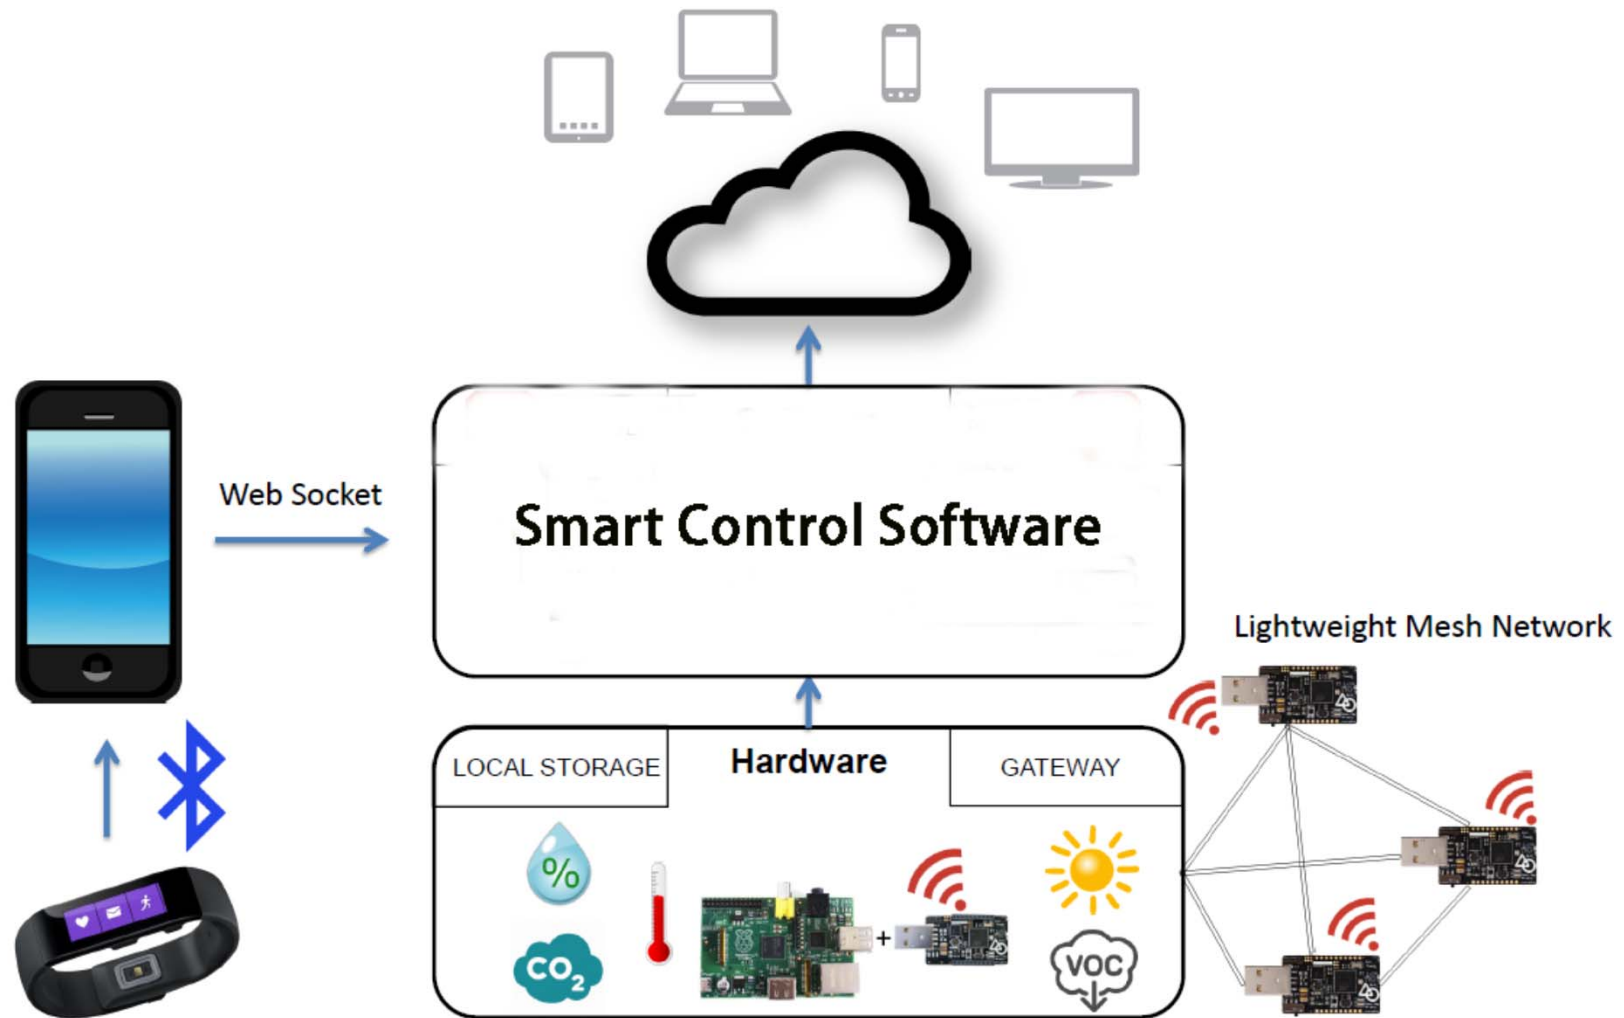 Web Socket
Smart Control Software
Lightweight Mesh Network
LOCAL STORAGE
Hardware
GATEWAY
%
+
CO2
VOC